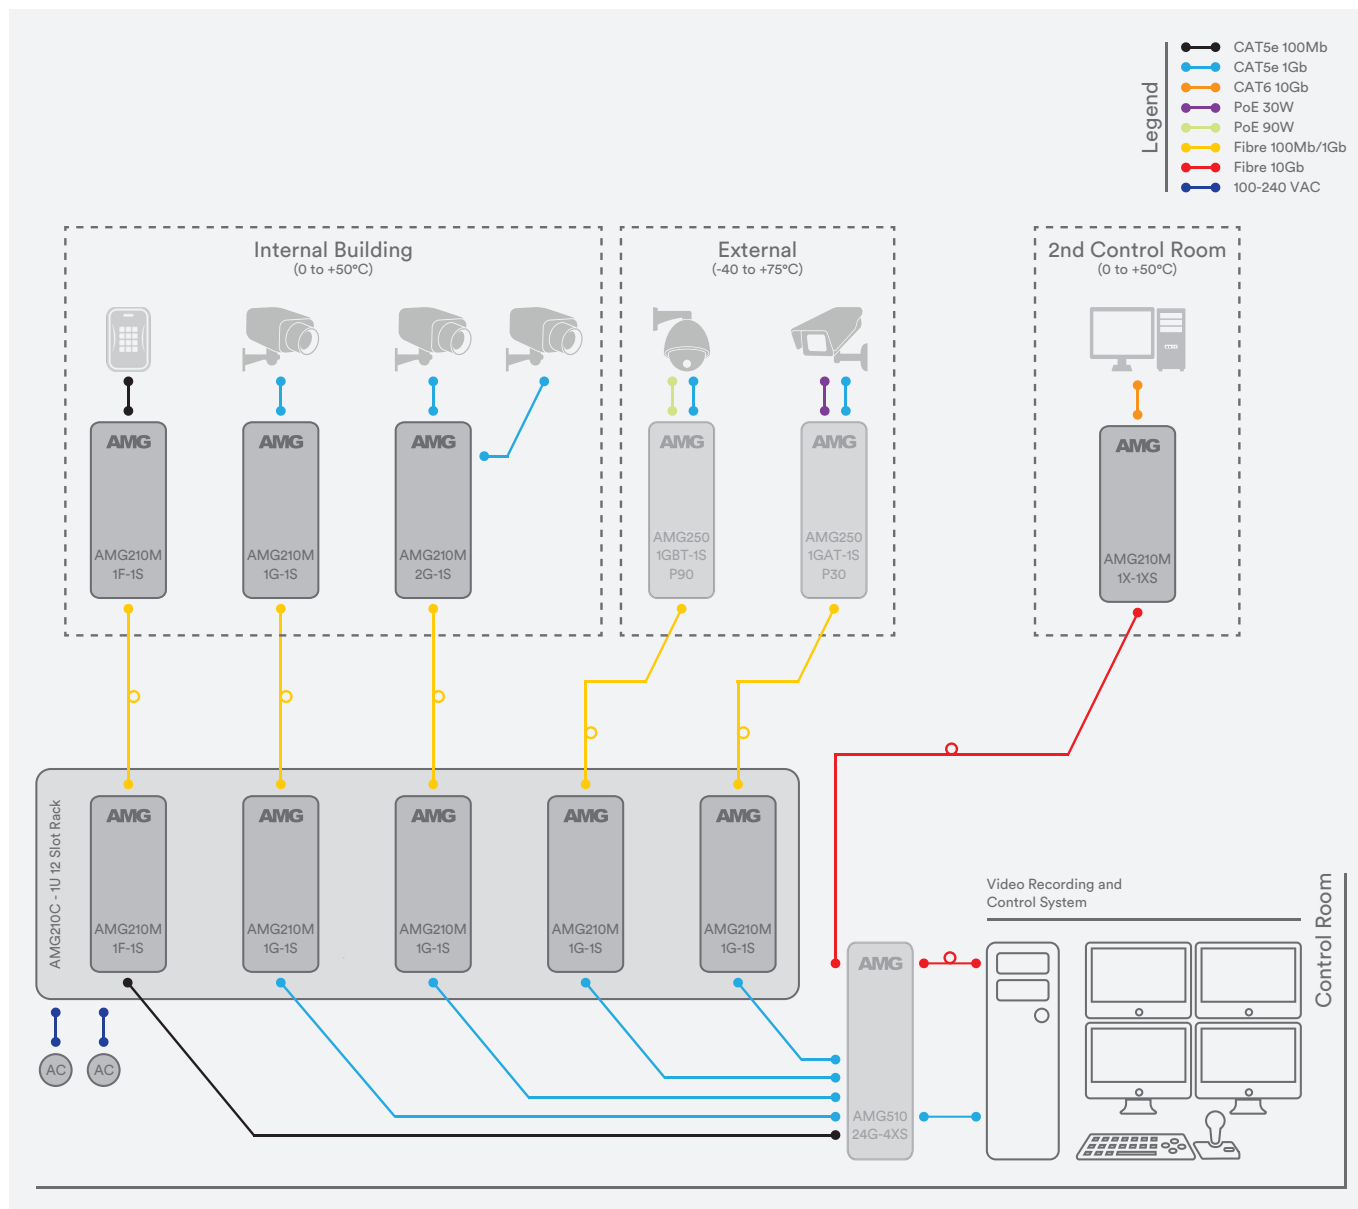 Legend
CAT5e 100Mb
CAT5e 1Gb
CAT6 10Gb
PoE 30W
PoE 90W
Fibre 100Mb/1Gb
Fibre 10Gb
100-240 VAC
Internal Building
(0 to +50°C)
External
(-40 to +75°C)
2nd Control Room
(0 to +50°C)
AMG
AMG210M
1F-1S
AMG
AMG210M
1G-1S
AMG
AMG210M
2G-1S
AMG
AMG250
1GBT-1S
P90
AMG
AMG250
1GAT-1S
P30
AMG
AMG210M
1X-1XS
AMG210C - 1U 12 Slot Rack
AMG
AMG210M
1F-1S
AMG
AMG210M
1G-1S
AMG
AMG210M
1G-1S
AMG
AMG210M
1G-1S
AMG
AMG210M
1G-1S
AC
AC
AMG
AMG510
24G-4XS
Video Recording and
Control System
Control Room